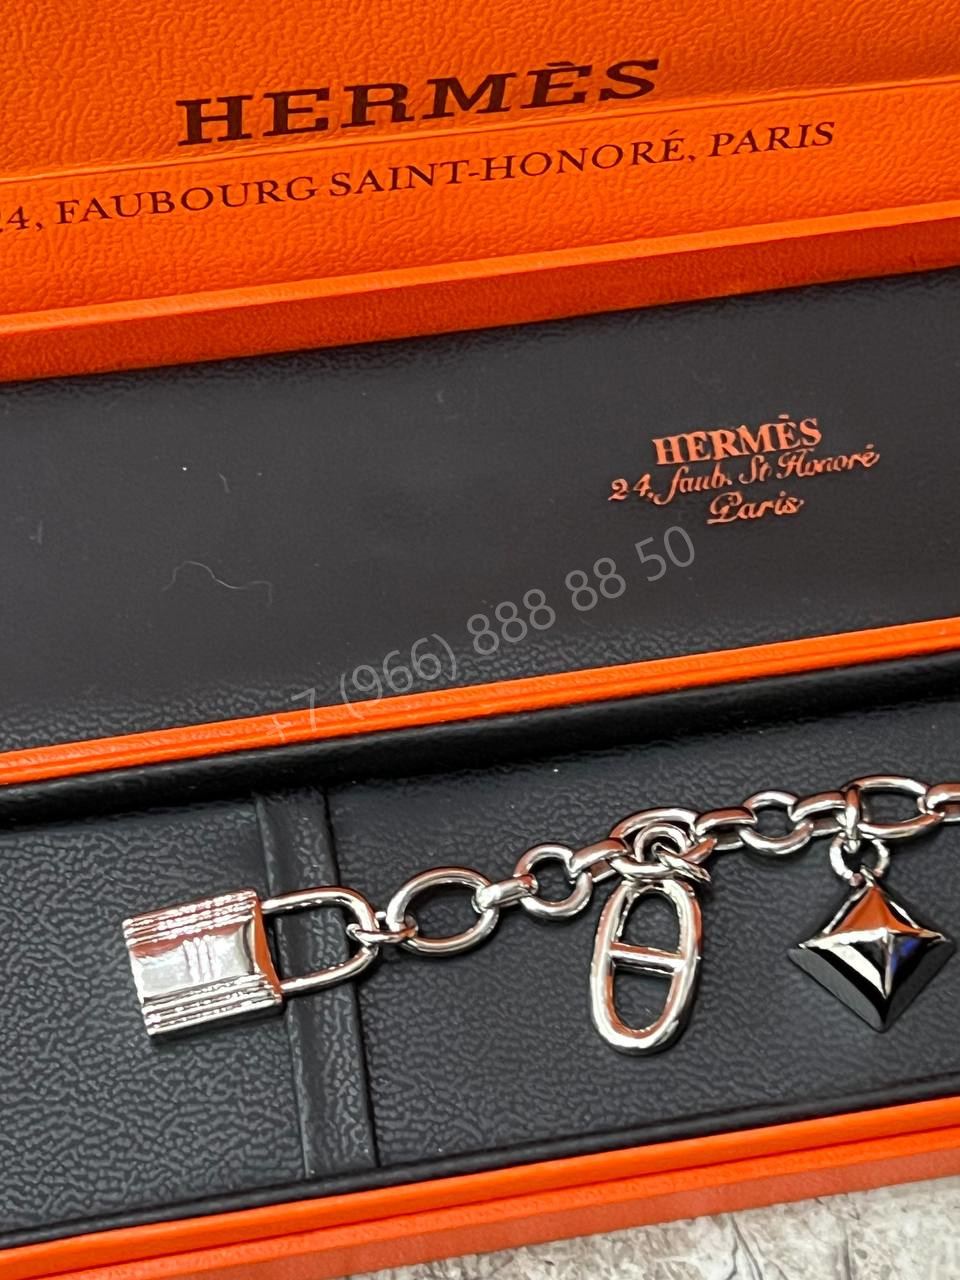 HERMÈS
24, FAUBOURG SAINT-HONORÉ, PARIS
HERMÈS
24, faub. St Honoré
Paris
+7 (966) 888 88 50